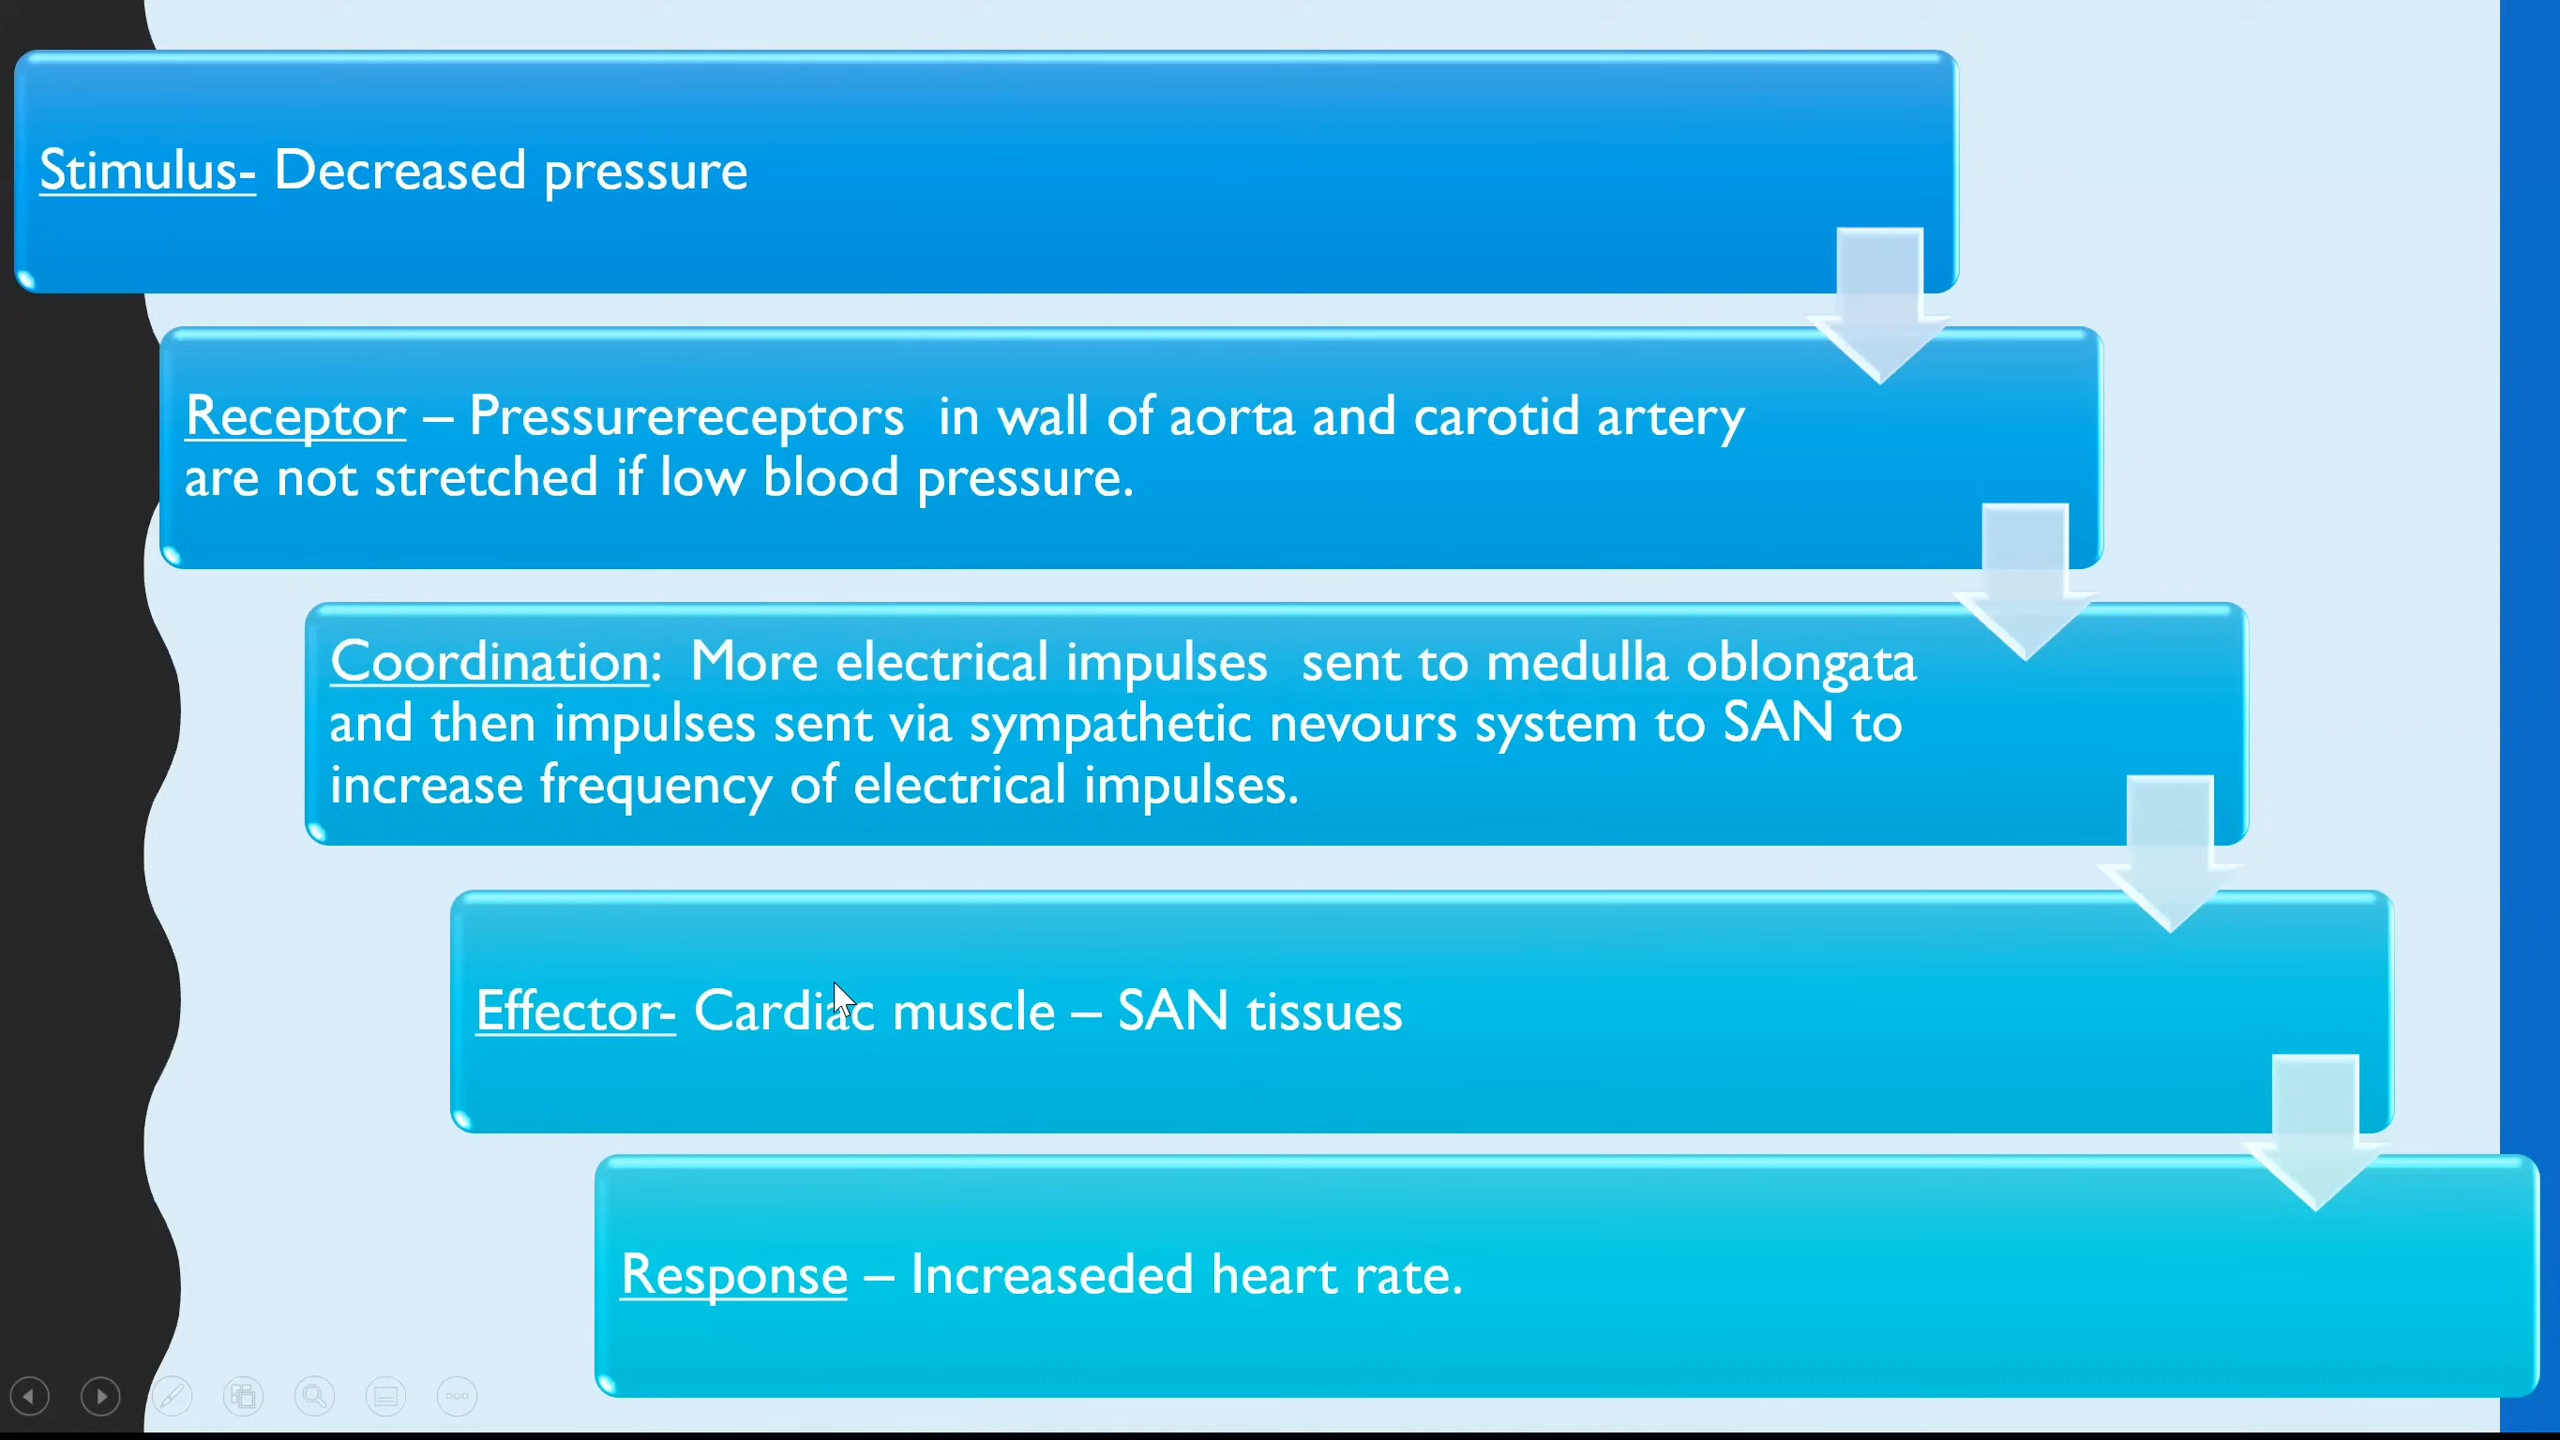 Stimulus- Decreased pressure
Receptor – Pressurereceptors in wall of aorta and carotid artery
are not stretched if low blood pressure.
Coordination: More electrical impulses sent to medulla oblongata
and then impulses sent via sympathetic nevours system to SAN to
increase frequency of electrical impulses.
Effector- Cardiac muscle – SAN tissues
Response – Increaseded heart rate.